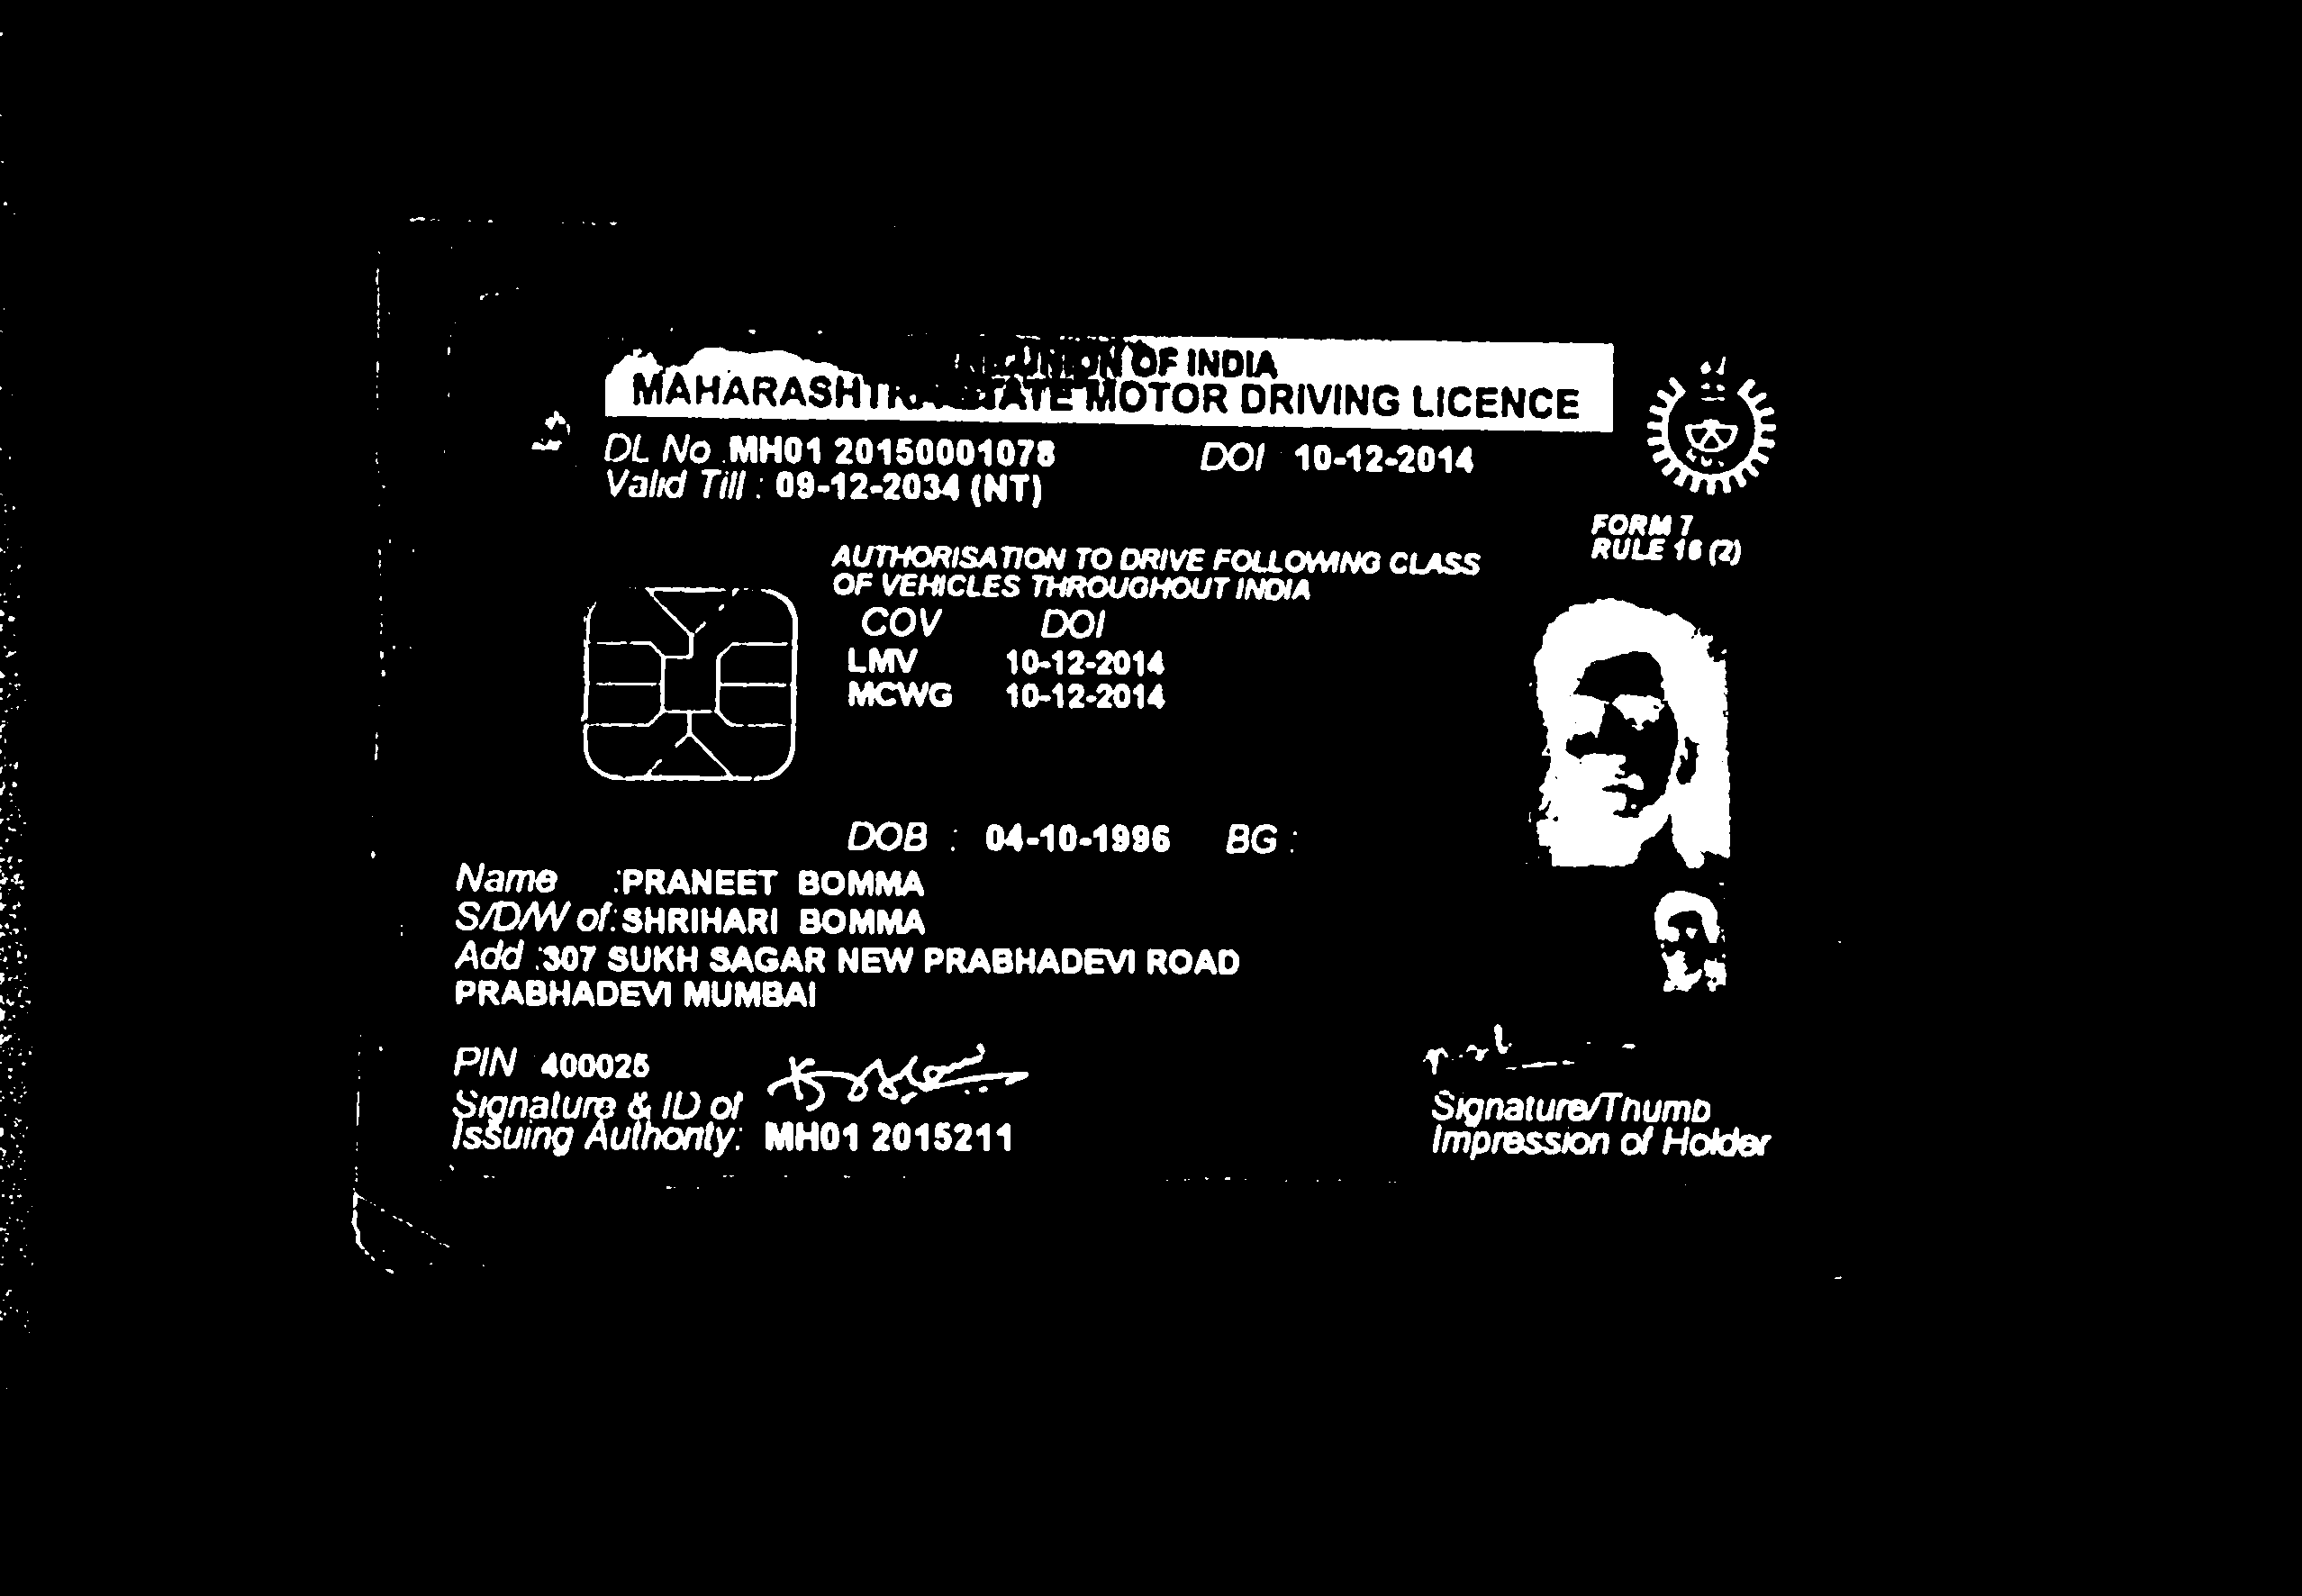 UNION OF INDIA
MAHARASHTRA STATE MOTOR DRIVING LICENCE
DL No :MH01 20150001078 DOI : 10-12-2014
Valid Till : 09-12-2034 (NT)
FORM 7
RULE 16 (2)
AUTHORISATION TO DRIVE FOLLOWING CLASS
OF VEHICLES THROUGHOUT INDIA
COV DOI
LMV 10-12-2014
MCWG 10-12-2014
DOB : 04-10-1996 BG :
Name :PRANEET BOMMA
S/D/W of:SHRIHARI BOMMA
Add :307 SUKH SAGAR NEW PRABHADEVI ROAD
PRABHADEVI MUMBAI
PIN :400025
Signature & ID of
Issuing Authority: MH01 2015211
Signature/Thumb
Impression of Holder